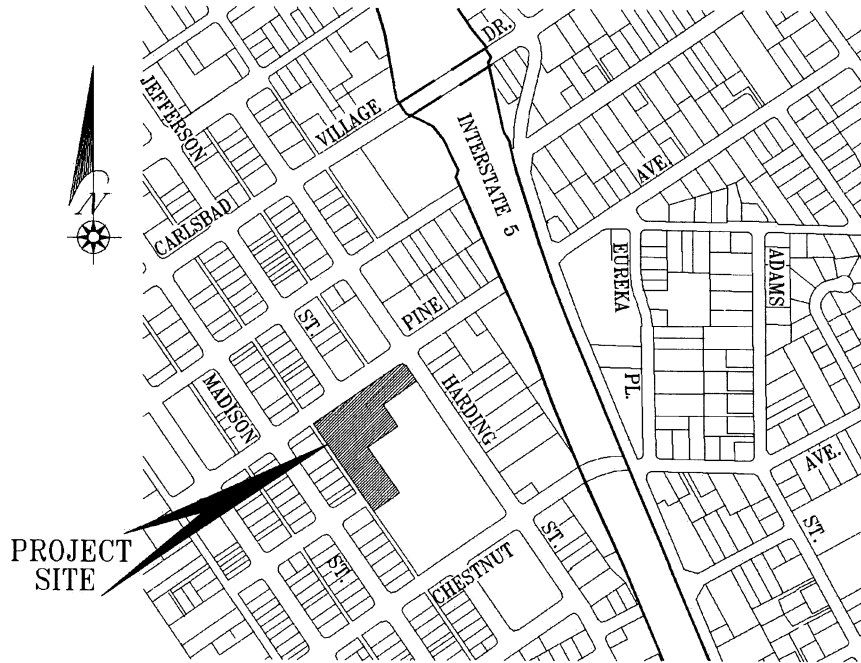 JEFFERSON
ST.
CARLSBAD
VILLAGE
DR.
INTERSTATE 5
PINE
AVE.
EUREKA
PL.
ADAMS
ST.
MADISON
ST.
HARDING
ST.
CHESTNUT
AVE.
PROJECT
SITE
N